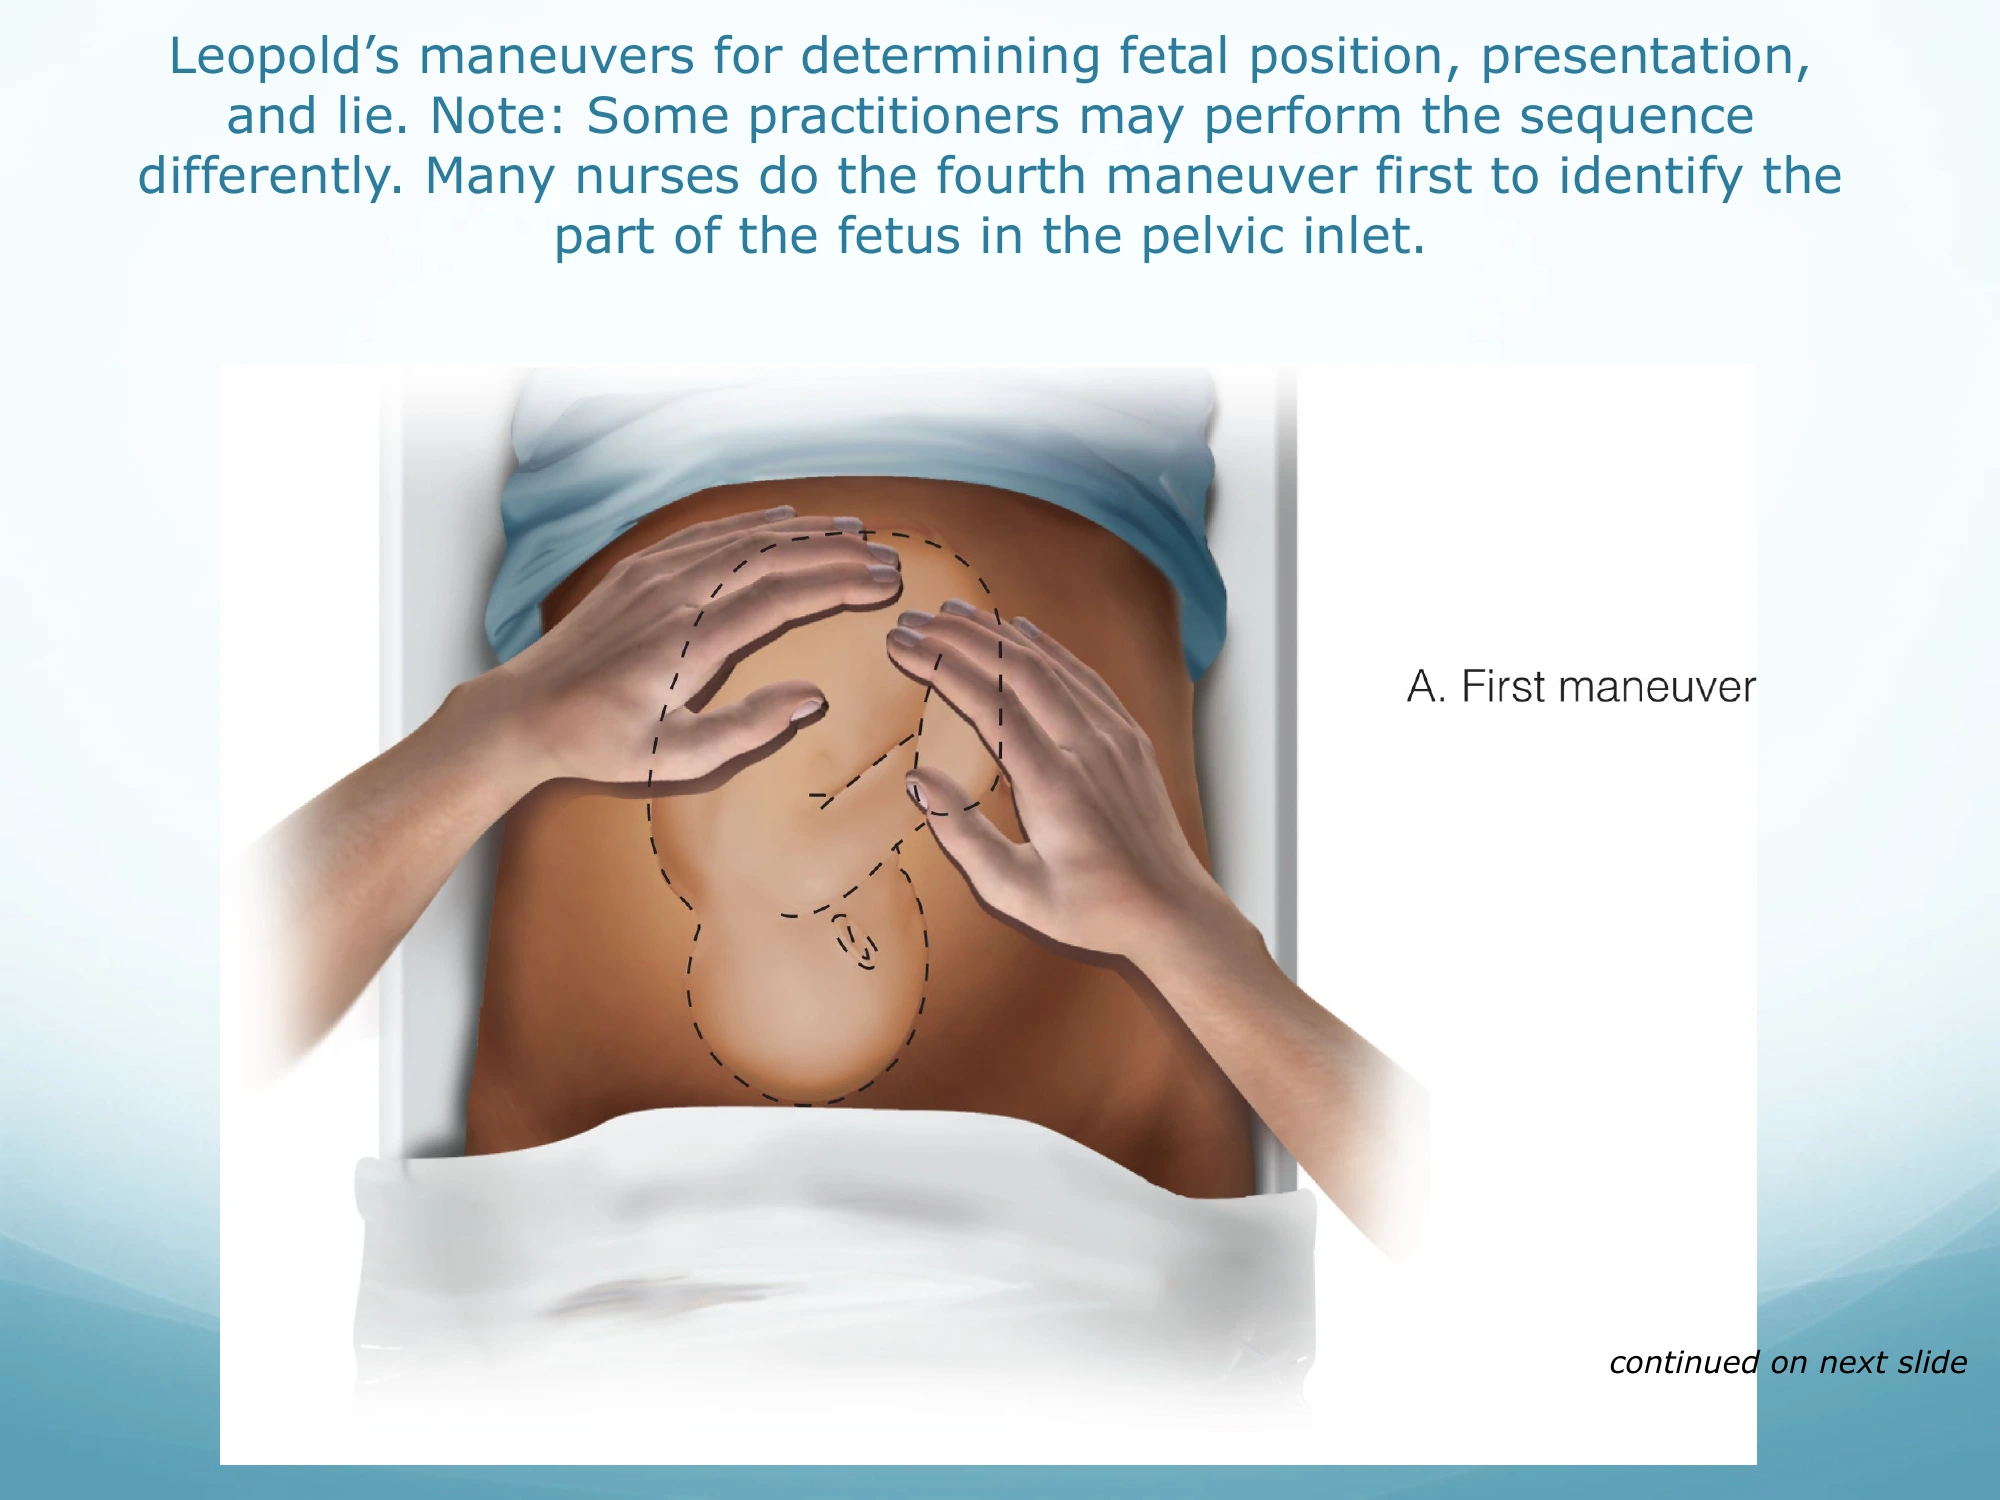 Leopold’s maneuvers for determining fetal position, presentation,
and lie. Note: Some practitioners may perform the sequence
differently. Many nurses do the fourth maneuver first to identify the
part of the fetus in the pelvic inlet.
A. First maneuver
continued on next slide